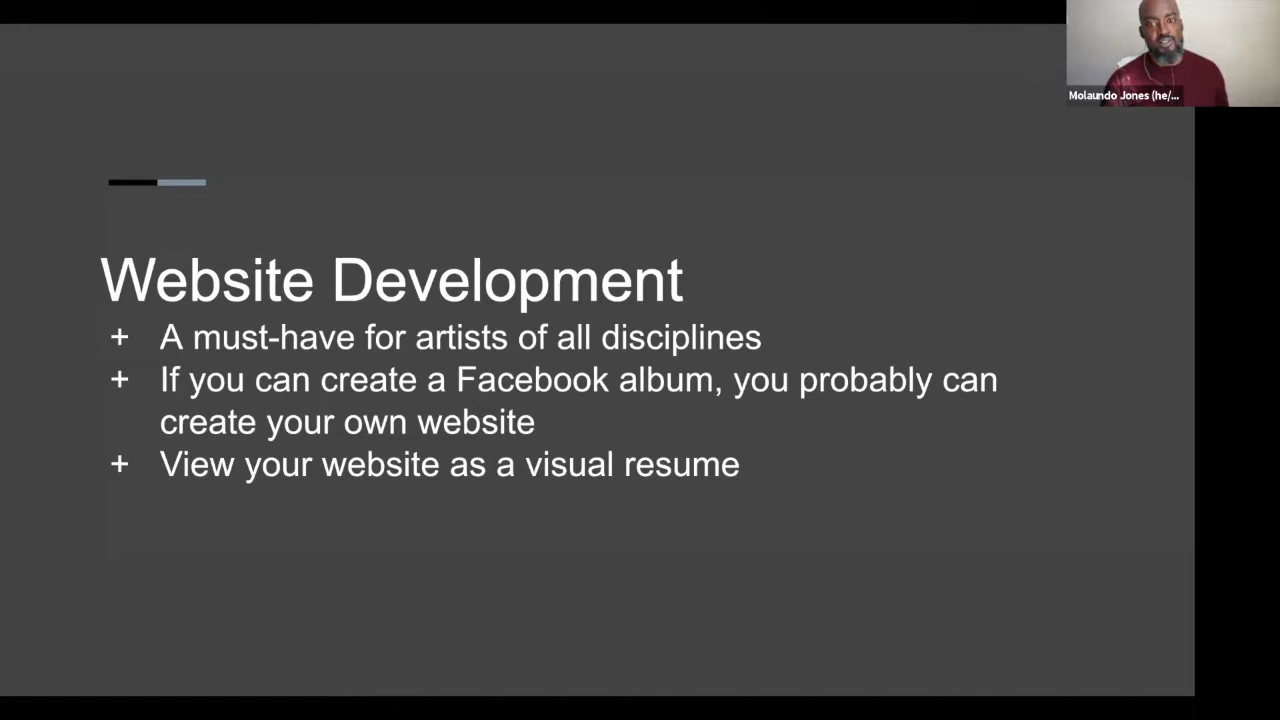 Molaundo Jones (he/...
Website Development
+ A must-have for artists of all disciplines
+ If you can create a Facebook album, you probably can
create your own website
+ View your website as a visual resume